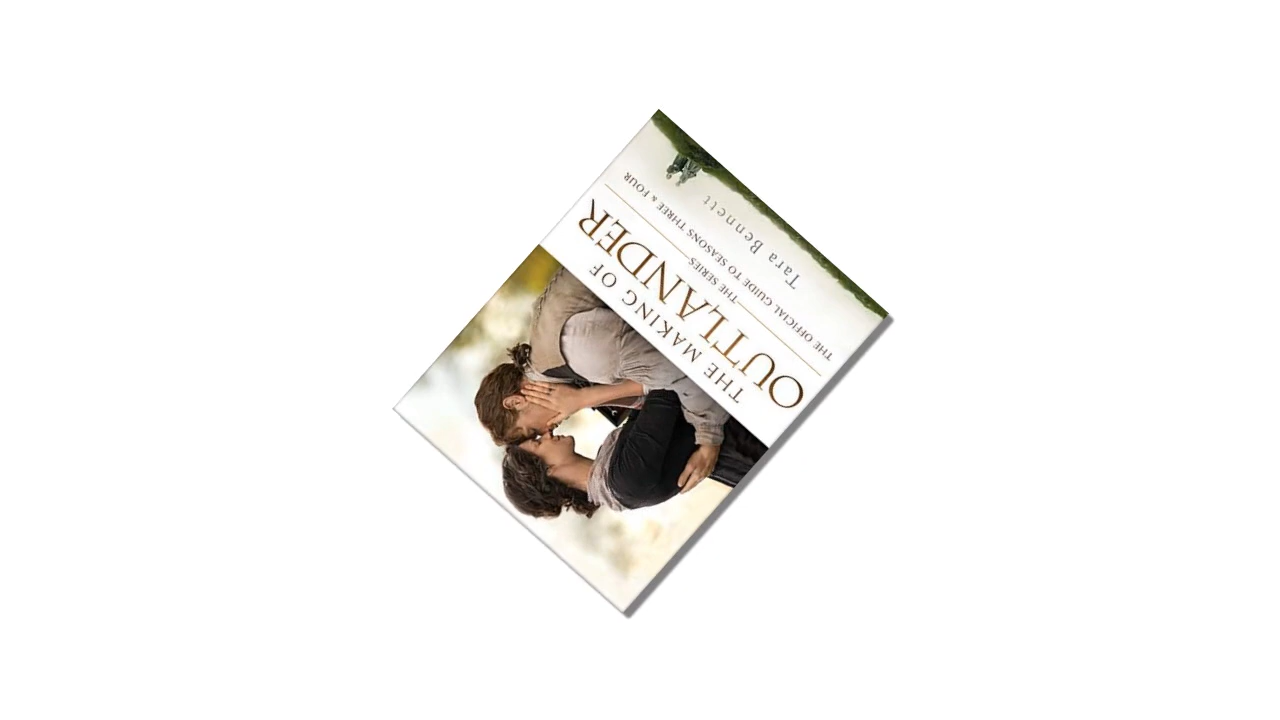 THE MAKING OF
OUTLANDER
THE SERIES
THE OFFICIAL GUIDE TO SEASONS THREE & FOUR
Tara Bennett